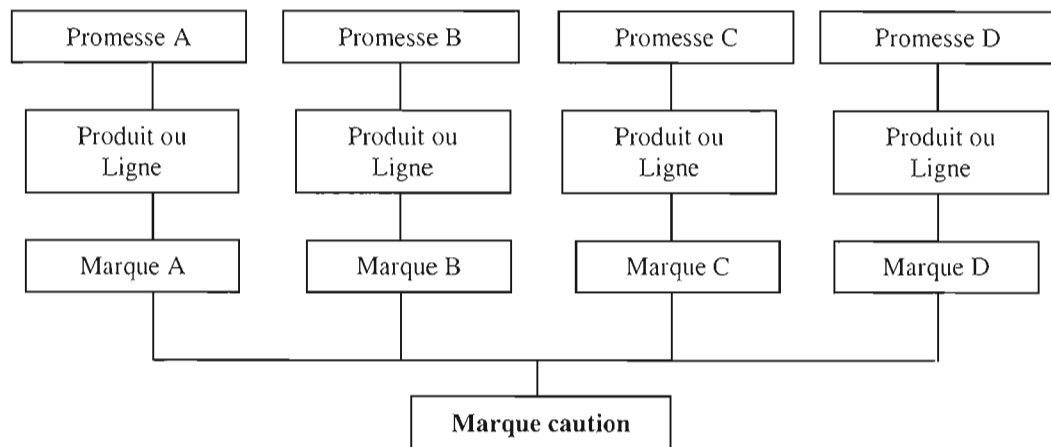 Promesse A
Promesse B
Promesse C
Promesse D
Produit ou
Ligne
Produit ou
Ligne
Produit ou
Ligne
Produit ou
Ligne
Marque A
Marque B
Marque C
Marque D
Marque caution